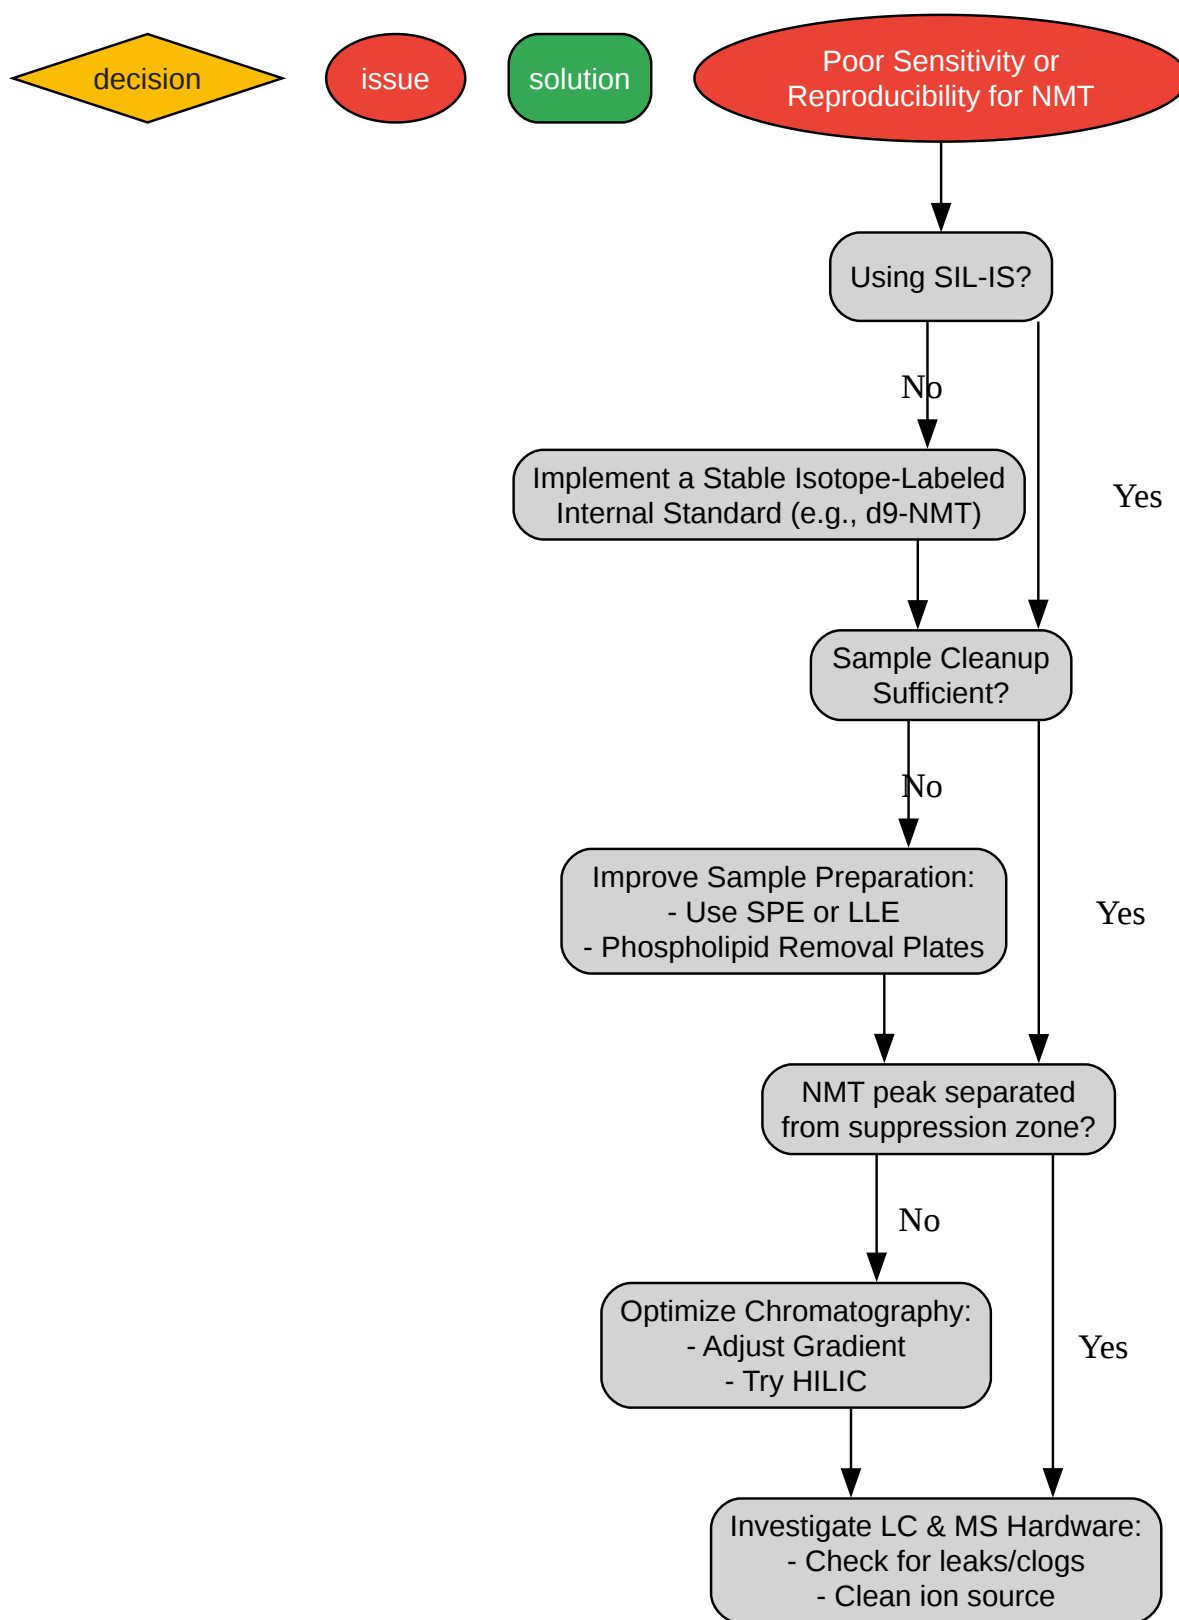 decision
issue
solution
Poor Sensitivity or
Reproducibility for NMT
Using SIL-IS?
No
Implement a Stable Isotope-Labeled
Internal Standard (e.g., d9-NMT)
Yes
Sample Cleanup
Sufficient?
No
Improve Sample Preparation:
- Use SPE or LLE
- Phospholipid Removal Plates
Yes
NMT peak separated
from suppression zone?
No
Optimize Chromatography:
- Adjust Gradient
- Try HILIC
Yes
Investigate LC & MS Hardware:
- Check for leaks/clogs
- Clean ion source